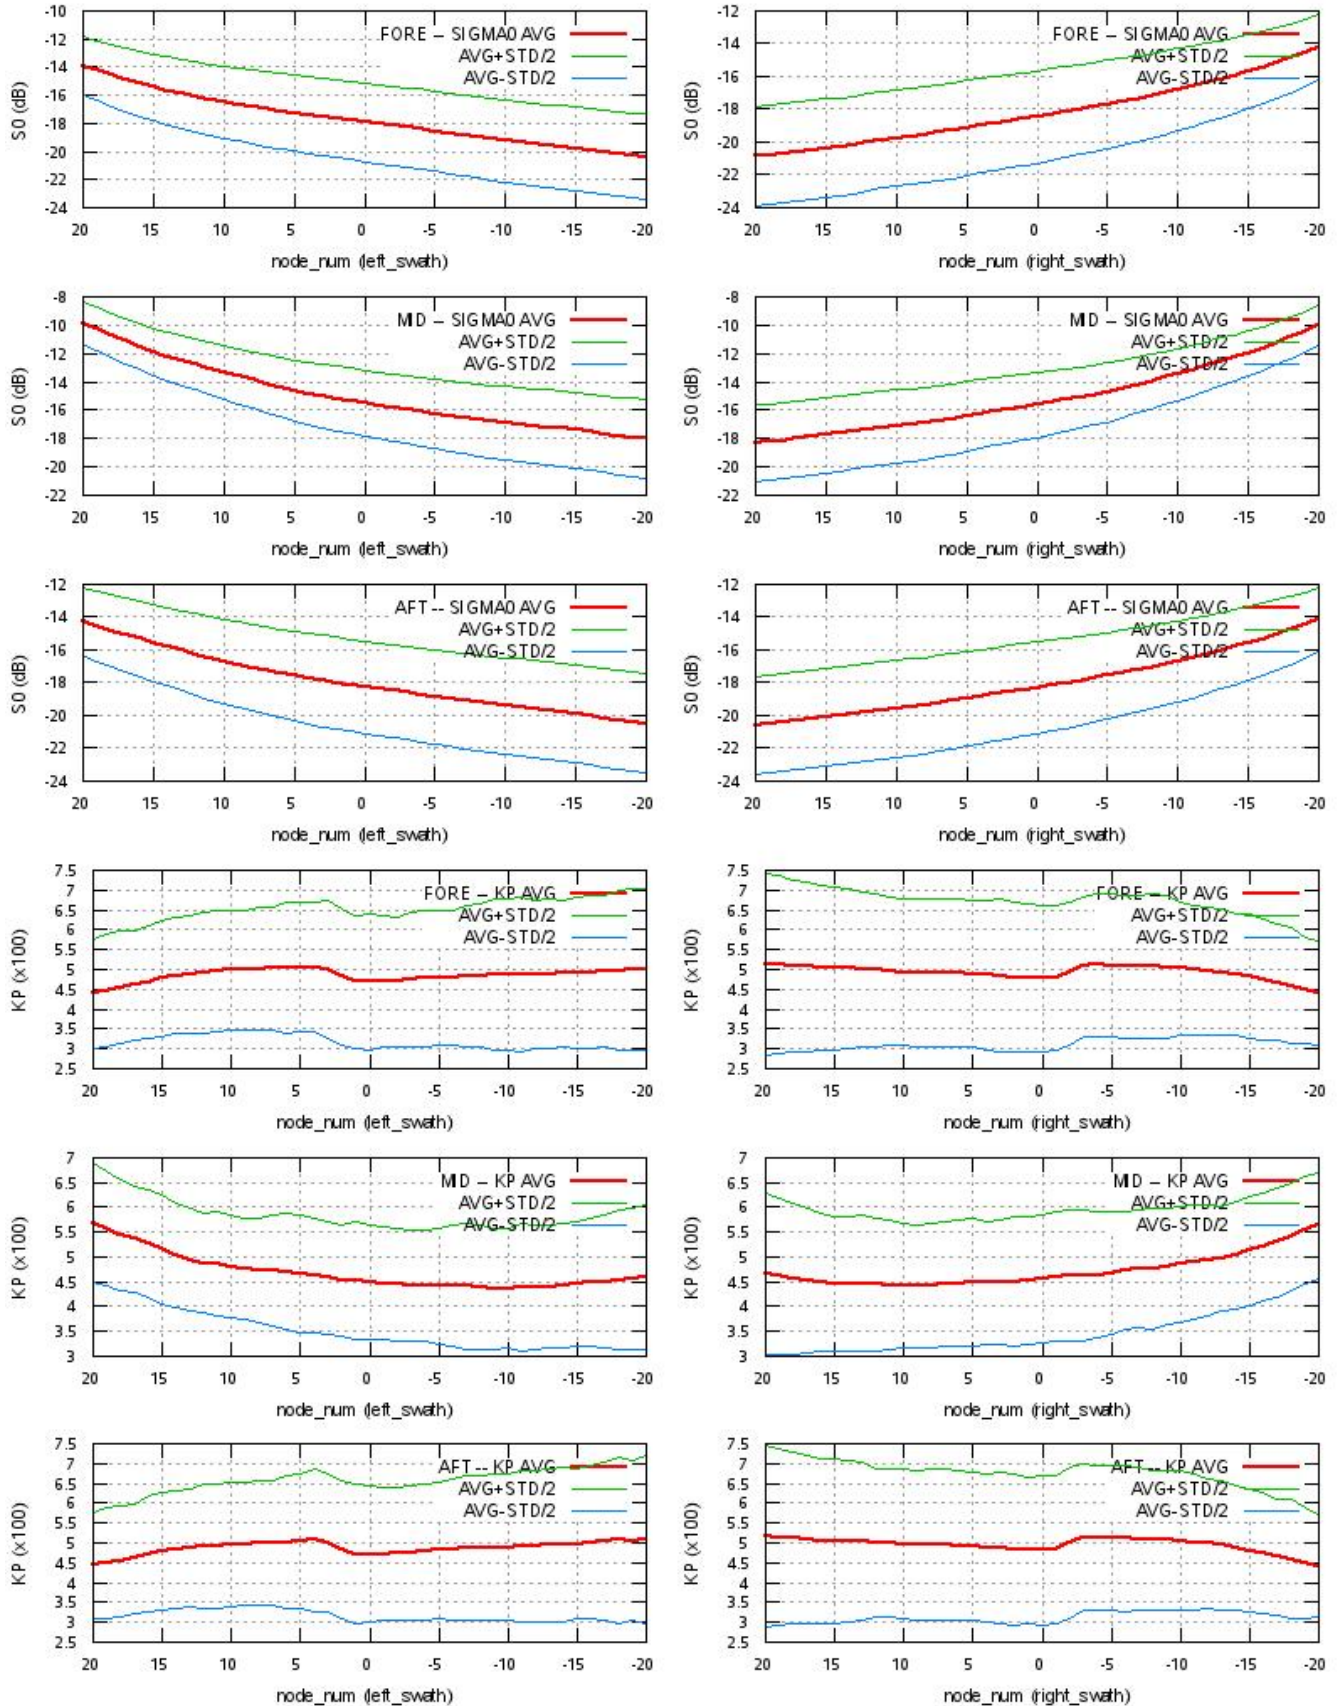 FORE -- SIGMA0 AVG
AVG+STD/2
AVG-STD/2
S0 (dB)
-10
-12
-14
-16
-18
-20
-22
-24
20 15 10 5 0 -5 -10 -15 -20
node_num (left_swath)
FORE -- SIGMA0 AVG
AVG+STD/2
AVG-STD/2
S0 (dB)
-12
-14
-16
-18
-20
-22
-24
20 15 10 5 0 -5 -10 -15 -20
node_num (right_swath)
MID -- SIGMA0 AVG
AVG+STD/2
AVG-STD/2
S0 (dB)
-8
-10
-12
-14
-16
-18
-20
-22
20 15 10 5 0 -5 -10 -15 -20
node_num (left_swath)
MID -- SIGMA0 AVG
AVG+STD/2
AVG-STD/2
S0 (dB)
-8
-10
-12
-14
-16
-18
-20
-22
20 15 10 5 0 -5 -10 -15 -20
node_num (right_swath)
AFT -- SIGMA0 AVG
AVG+STD/2
AVG-STD/2
S0 (dB)
-12
-14
-16
-18
-20
-22
-24
20 15 10 5 0 -5 -10 -15 -20
node_num (left_swath)
AFT -- SIGMA0 AVG
AVG+STD/2
AVG-STD/2
S0 (dB)
-12
-14
-16
-18
-20
-22
-24
20 15 10 5 0 -5 -10 -15 -20
node_num (right_swath)
FORE -- KP AVG
AVG+STD/2
AVG-STD/2
KP (x100)
7.5
7
6.5
6
5.5
5
4.5
4
3.5
3
2.5
20 15 10 5 0 -5 -10 -15 -20
node_num (left_swath)
FORE -- KP AVG
AVG+STD/2
AVG-STD/2
KP (x100)
7.5
7
6.5
6
5.5
5
4.5
4
3.5
3
2.5
20 15 10 5 0 -5 -10 -15 -20
node_num (right_swath)
MID -- KP AVG
AVG+STD/2
AVG-STD/2
KP (x100)
7
6.5
6
5.5
5
4.5
4
3.5
3
20 15 10 5 0 -5 -10 -15 -20
node_num (left_swath)
MID -- KP AVG
AVG+STD/2
AVG-STD/2
KP (x100)
7
6.5
6
5.5
5
4.5
4
3.5
3
20 15 10 5 0 -5 -10 -15 -20
node_num (right_swath)
AFT -- KP AVG
AVG+STD/2
AVG-STD/2
KP (x100)
7.5
7
6.5
6
5.5
5
4.5
4
3.5
3
2.5
20 15 10 5 0 -5 -10 -15 -20
node_num (left_swath)
AFT -- KP AVG
AVG+STD/2
AVG-STD/2
KP (x100)
7.5
7
6.5
6
5.5
5
4.5
4
3.5
3
2.5
20 15 10 5 0 -5 -10 -15 -20
node_num (right_swath)